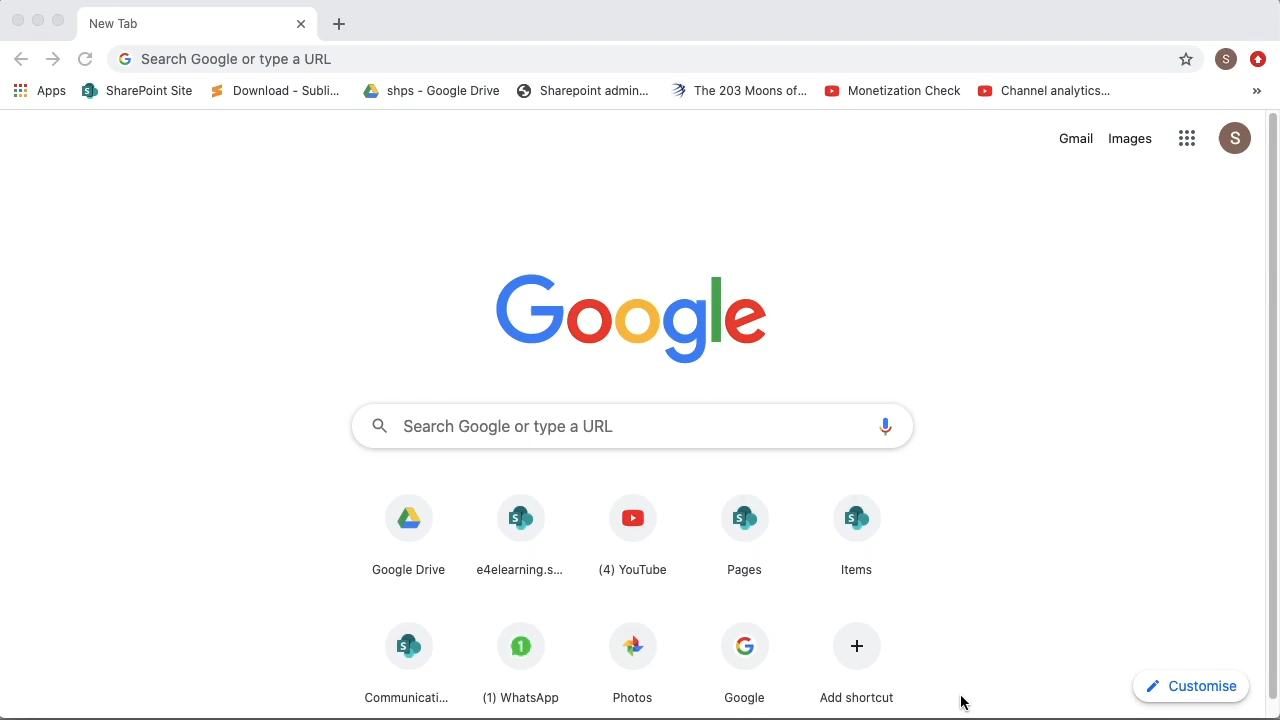 New Tab
Search Google or type a URL
S
Apps SharePoint Site Download - Subli... shps - Google Drive Sharepoint admin... The 203 Moons of... Monetization Check Channel analytics... »
Gmail Images S
Google
Search Google or type a URL
Google Drive e4elearning.s... (4) YouTube Pages Items
Communicati... (1) WhatsApp Photos Google Add shortcut
Customise